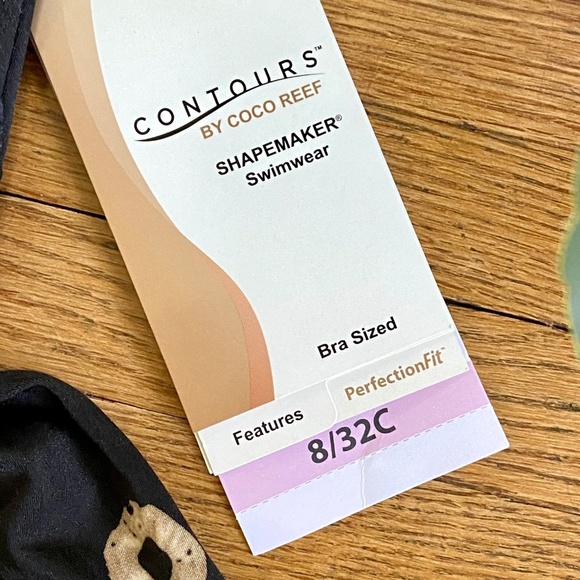 CONTOURS™
BY COCO REEF
SHAPEMAKER®
Swimwear
Bra Sized
Features
PerfectionFit™
8/32C